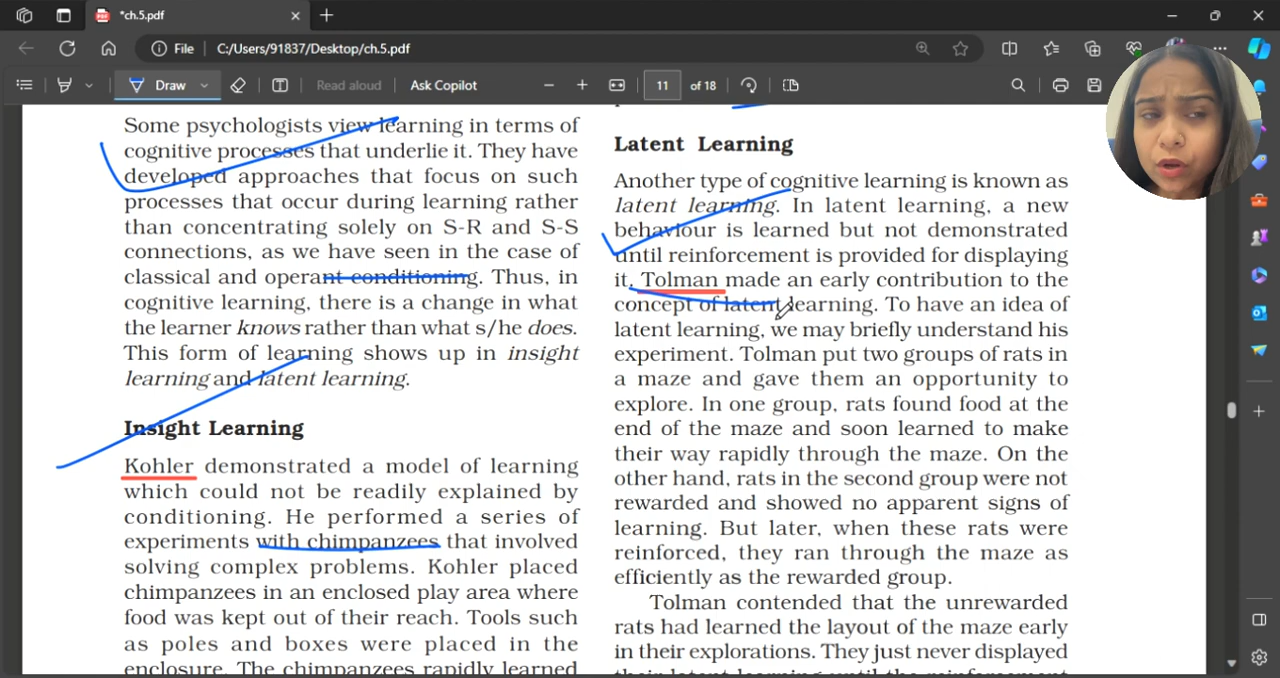 *ch.5.pdf
File
C:/Users/91837/Desktop/ch.5.pdf
Draw
Read aloud
Ask Copilot
11
of 18
Some psychologists view learning in terms of
cognitive processes that underlie it. They have
developed approaches that focus on such
processes that occur during learning rather
than concentrating solely on S-R and S-S
connections, as we have seen in the case of
classical and operant conditioning. Thus, in
cognitive learning, there is a change in what
the learner knows rather than what s/he does.
This form of learning shows up in insight
learning and latent learning.
Insight Learning
Kohler demonstrated a model of learning
which could not be readily explained by
conditioning. He performed a series of
experiments with chimpanzees that involved
solving complex problems. Kohler placed
chimpanzees in an enclosed play area where
food was kept out of their reach. Tools such
as poles and boxes were placed in the
enclosure. The chimpanzees rapidly learned
Latent Learning
Another type of cognitive learning is known as
latent learning. In latent learning, a new
behaviour is learned but not demonstrated
until reinforcement is provided for displaying
it. Tolman made an early contribution to the
concept of latent learning. To have an idea of
latent learning, we may briefly understand his
experiment. Tolman put two groups of rats in
a maze and gave them an opportunity to
explore. In one group, rats found food at the
end of the maze and soon learned to make
their way rapidly through the maze. On the
other hand, rats in the second group were not
rewarded and showed no apparent signs of
learning. But later, when these rats were
reinforced, they ran through the maze as
efficiently as the rewarded group.
Tolman contended that the unrewarded
rats had learned the layout of the maze early
in their explorations. They just never displayed
their latent learning until the reinforcement